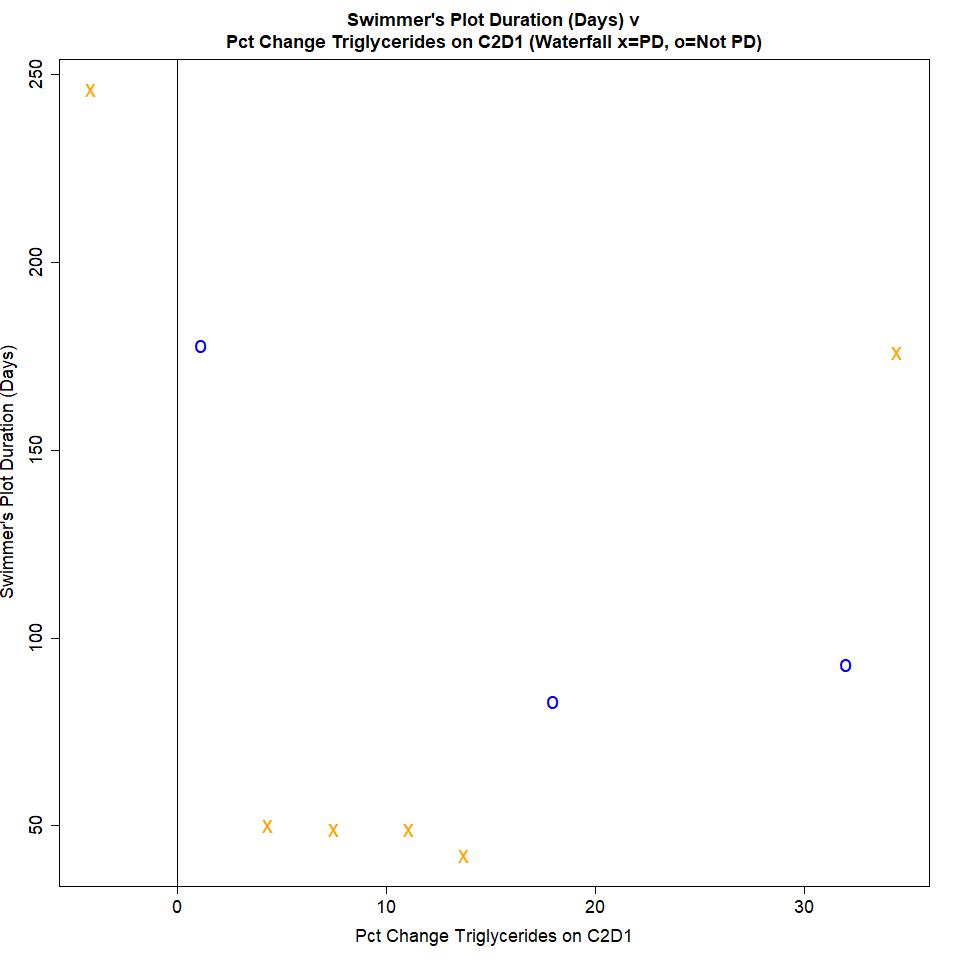 Swimmer's Plot Duration (Days) v
Pct Change Triglycerides on C2D1 (Waterfall x=PD, o=Not PD)
Swimmer's Plot Duration (Days)
250
200
150
100
50
X
O
X
O
O
X
X
X
X
0
10
20
30
Pct Change Triglycerides on C2D1